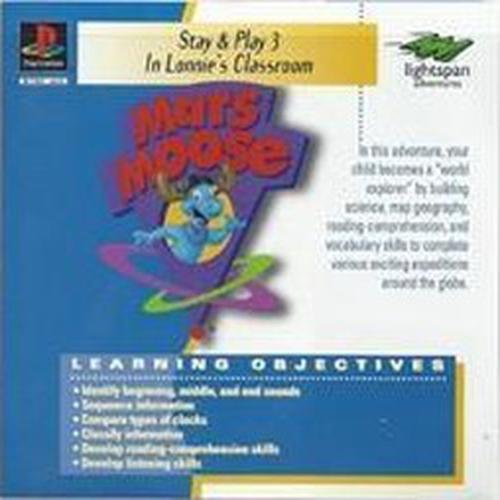 Stay & Play 3
In Lonnie's Classroom
PlayStation
lightspan
adventures
Mars
Moose
In this adventure, your
child becomes a "world
explorer" by building
science, map geography,
reading-comprehension, and
vocabulary skills to complete
various exciting expeditions
around the globe.
LEARNING OBJECTIVES
• Identify beginning, middle, and end sounds
• Sequence information
• Compare types of clocks
• Classify information
• Develop reading-comprehension skills
• Develop listening skills